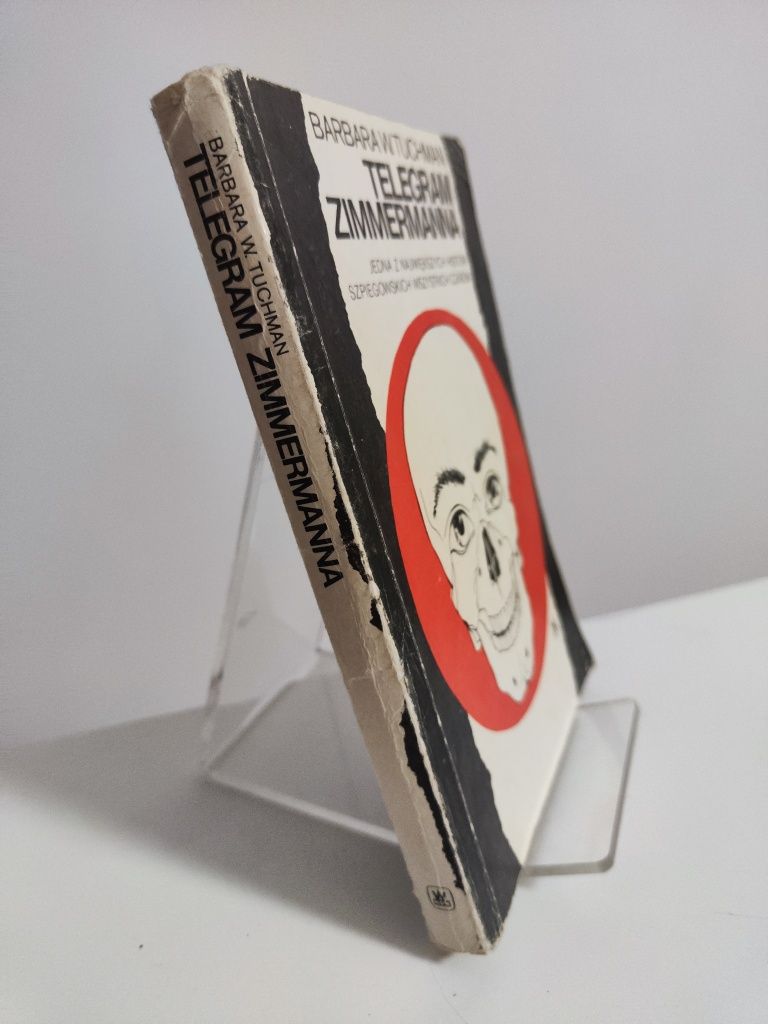 BARBARA W. TUCHMAN
TELEGRAM ZIMMERMANNA
BARBARA W. TUCHMAN
TELEGRAM
ZIMMERMANNA
JEDNA Z NAJWIĘKSZYCH HISTORII
SZPIEGOWSKICH WSZYSTKICH CZASÓW